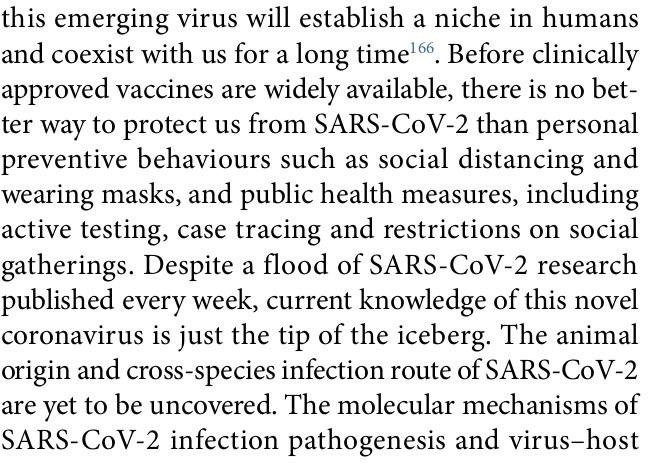 this emerging virus will establish a niche in humans
and coexist with us for a long time166. Before clinically
approved vaccines are widely available, there is no bet-
ter way to protect us from SARS-CoV-2 than personal
preventive behaviours such as social distancing and
wearing masks, and public health measures, including
active testing, case tracing and restrictions on social
gatherings. Despite a flood of SARS-CoV-2 research
published every week, current knowledge of this novel
coronavirus is just the tip of the iceberg. The animal
origin and cross-species infection route of SARS-CoV-2
are yet to be uncovered. The molecular mechanisms of
SARS-CoV-2 infection pathogenesis and virus–host